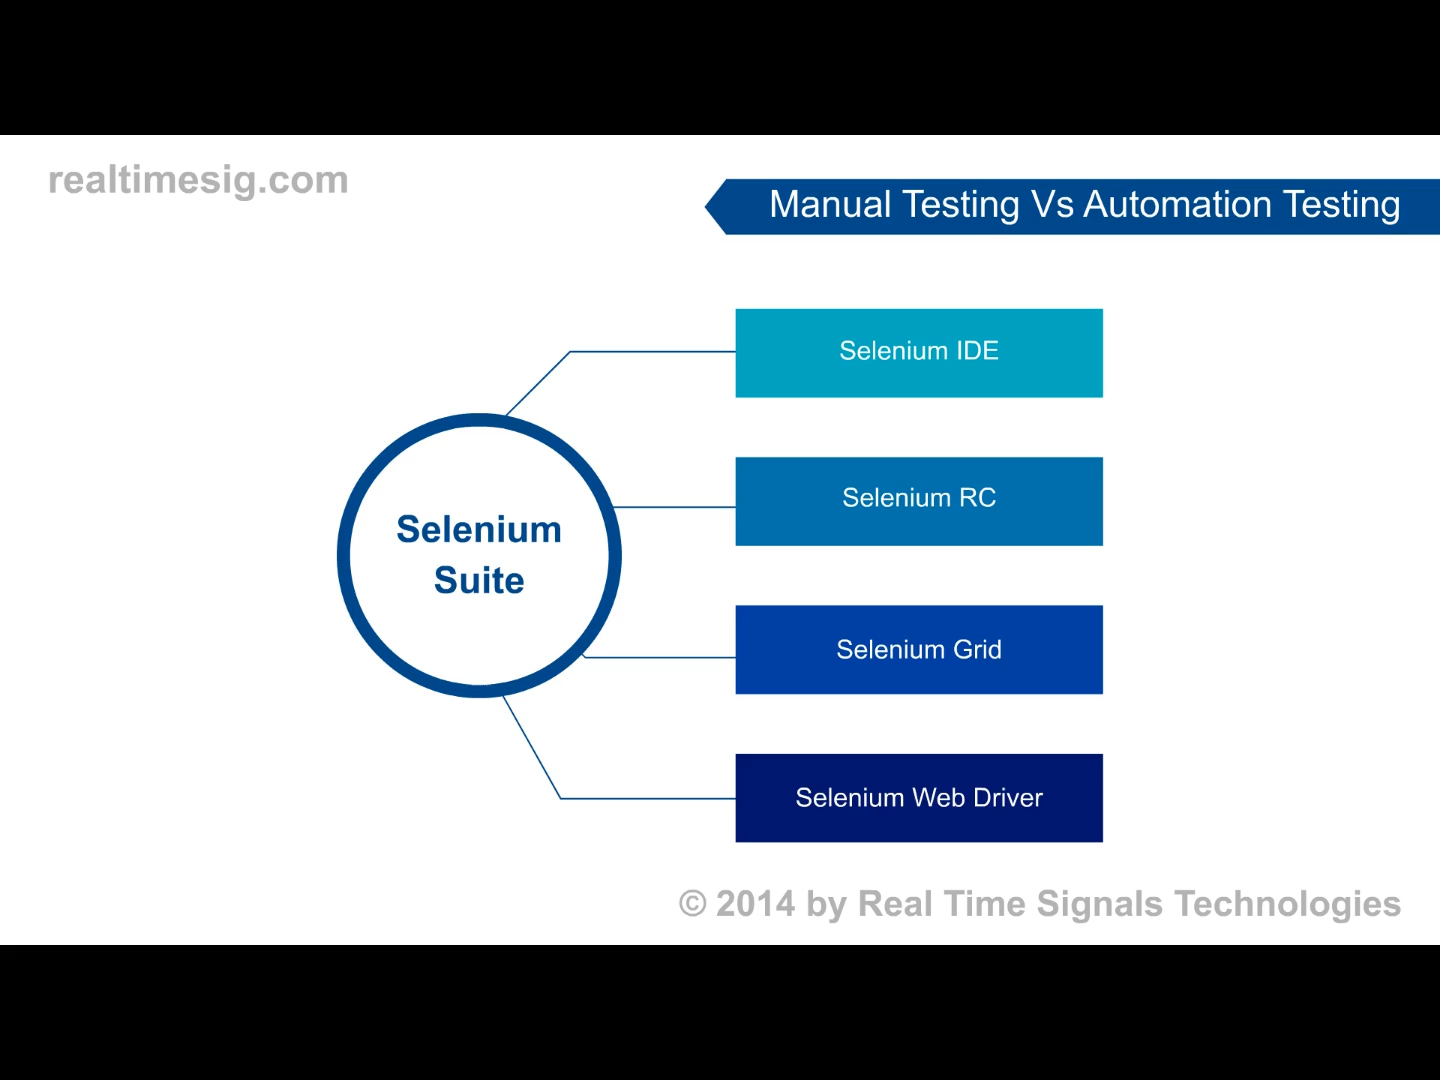 realtimesig.com
Manual Testing Vs Automation Testing
Selenium IDE
Selenium RC
Selenium
Suite
Selenium Grid
Selenium Web Driver
© 2014 by Real Time Signals Technologies